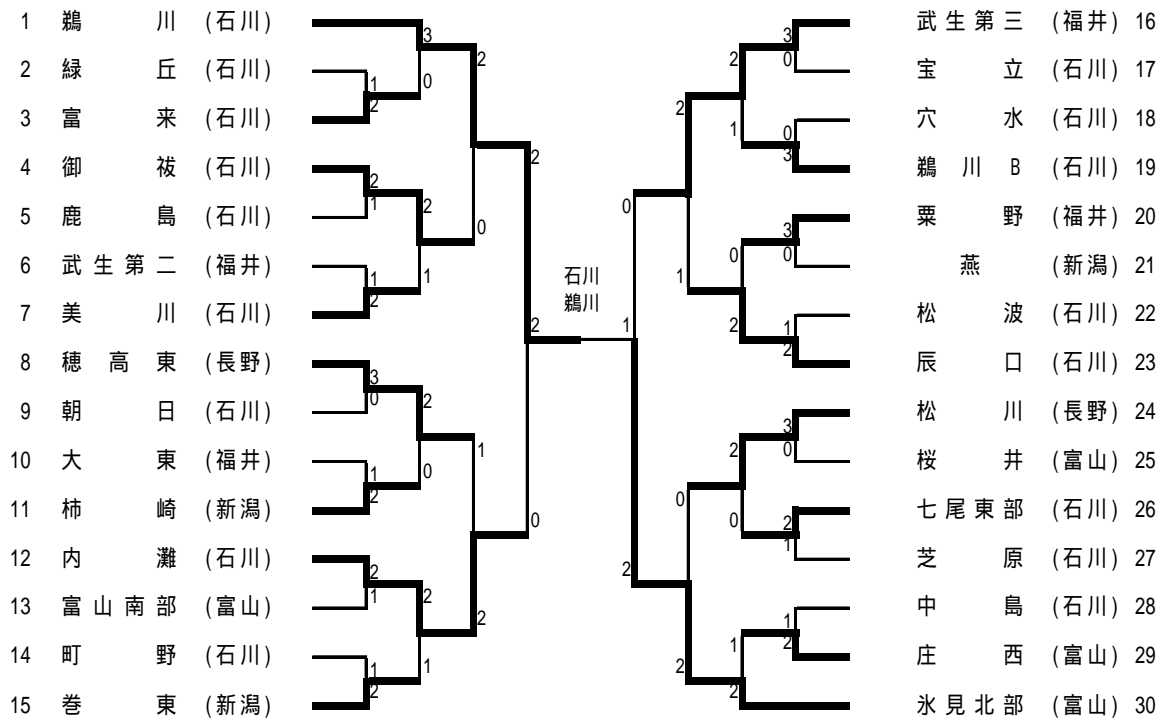 1 鵜川 (石川)
2 緑丘 (石川)
3 富来 (石川)
4 御祓 (石川)
5 鹿島 (石川)
6 武生第二 (福井)
7 美川 (石川)
8 穂高東 (長野)
9 朝日 (石川)
10 大東 (福井)
11 柿崎 (新潟)
12 内灘 (石川)
13 富山南部 (富山)
14 町野 (石川)
15 巻東 (新潟)
3
0
1
2
2
2
1
2
0
1
1
2
2
3
0
2
0
1
2
1
0
2
1
2
1
1
2
2
2
0
石川
鵜川
1
0
2
2
1
0
2
2
1
0
2
2
0
1
2
3
0
0
3
3
0
1
2
3
0
2
1
1
2
武生第三 (福井) 16
宝立 (石川) 17
穴水 (石川) 18
鵜川B (石川) 19
粟野 (福井) 20
燕 (新潟) 21
松波 (石川) 22
辰口 (石川) 23
松川 (長野) 24
桜井 (富山) 25
七尾東部 (石川) 26
芝原 (石川) 27
中島 (石川) 28
庄西 (富山) 29
氷見北部 (富山) 30